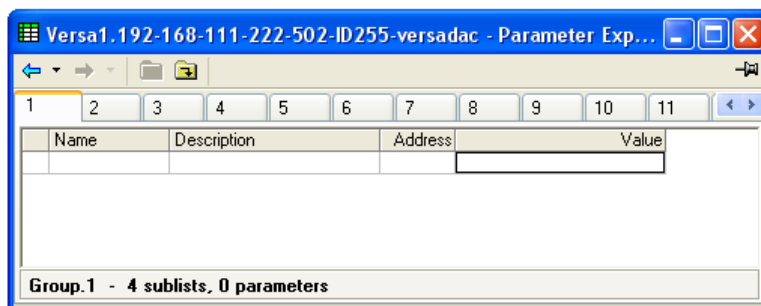 Versa1.192-168-111-222-502-ID255-versadac - Parameter Exp...
1 2 3 4 5 6 7 8 9 10 11
Name Description Address Value
Group.1 - 4 sublists, 0 parameters